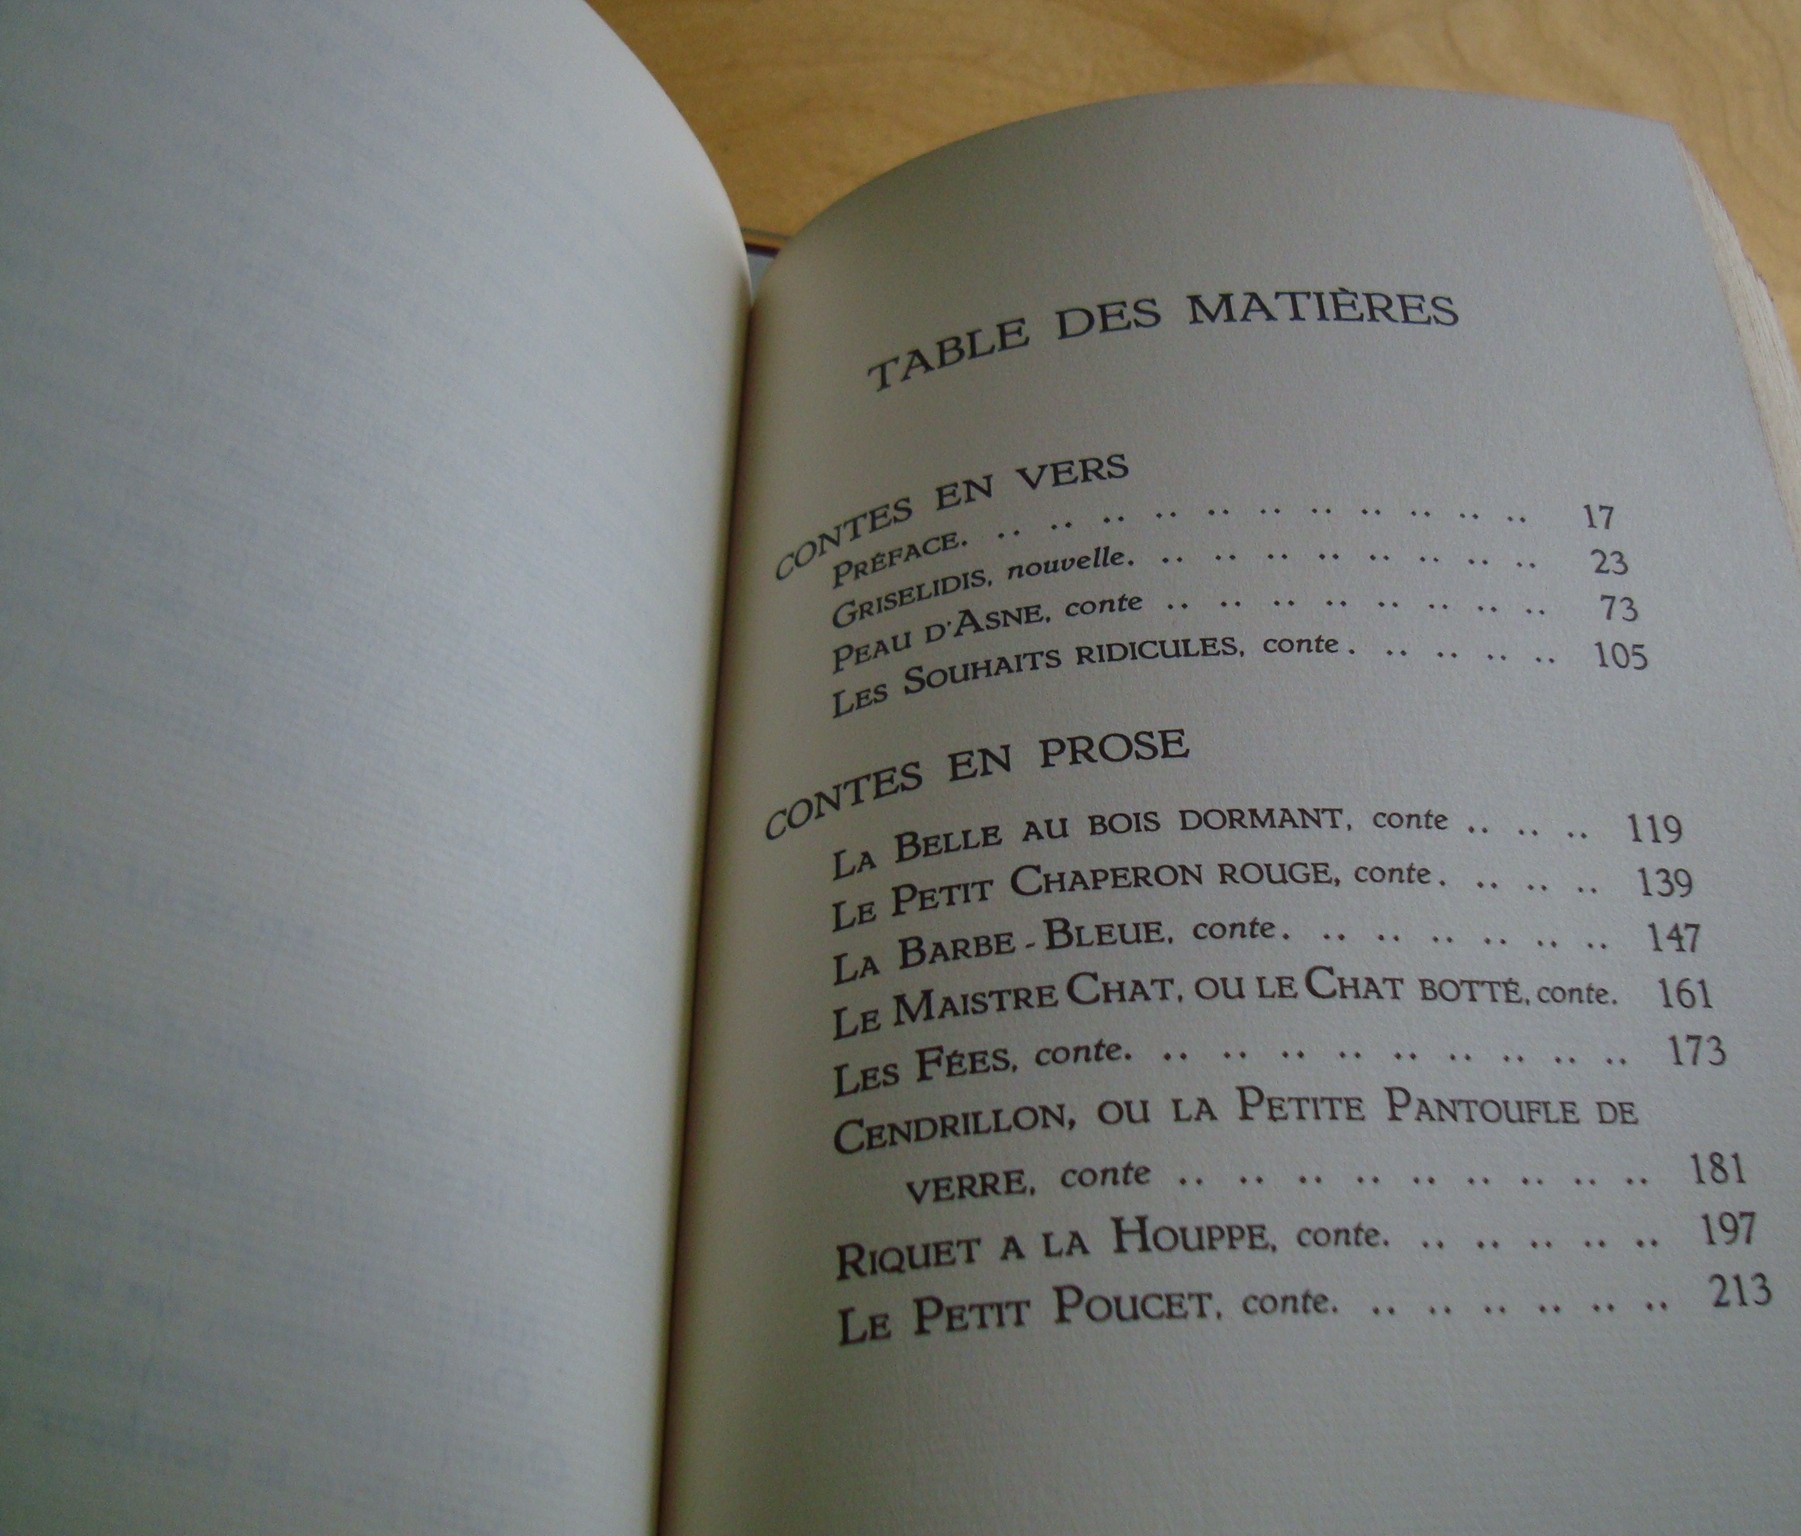 TABLE DES MATIÈRES
CONTES EN VERS
PRÉFACE. .. .. .. .. .. .. .. .. .. .. .. 17
GRISELIDIS, nouvelle. .. .. .. .. .. .. .. .. 23
PEAU D'ASNE, conte .. .. .. .. .. .. .. .. 73
LES SOUHAITS RIDICULES, conte . .. .. .. .. 105
CONTES EN PROSE
LA BELLE AU BOIS DORMANT, conte .. .. .. 119
LE PETIT CHAPERON ROUGE, conte. .. .. .. 139
LA BARBE-BLEUE, conte. .. .. .. .. .. .. 147
LE MAISTRE CHAT, OU LE CHAT BOTTÉ, conte. 161
LES FÉES, conte. .. .. .. .. .. .. .. .. .. 173
CENDRILLON, OU LA PETITE PANTOUFLE DE
VERRE, conte .. .. .. .. .. .. .. .. .. 181
RIQUET A LA HOUPPE, conte. .. .. .. .. .. 197
LE PETIT POUCET, conte. .. .. .. .. .. .. 213